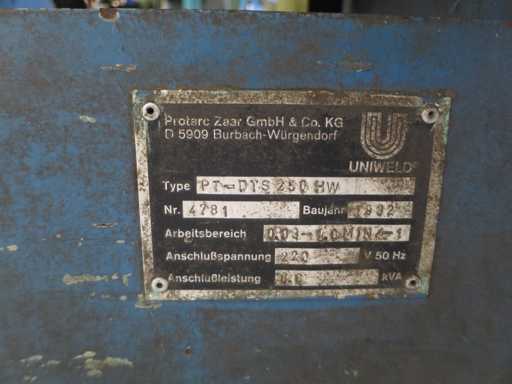 Protarc Zaar GmbH & Co. KG
D 5909 Burbach-Würgendorf
UNIWELD
Type PT-DTS 250 HW
Nr. 4781 Baujahr 1992
Arbeitsbereich
Anschlußspannung 220 V 50 Hz
Anschlußleistung kVA